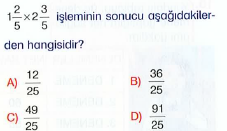 1 2/5 x 2 3/5 işleminin sonucu aşağıdakiler-
den hangisidir?
A) 12/25 B) 36/25
C) 49/25 D) 91/25